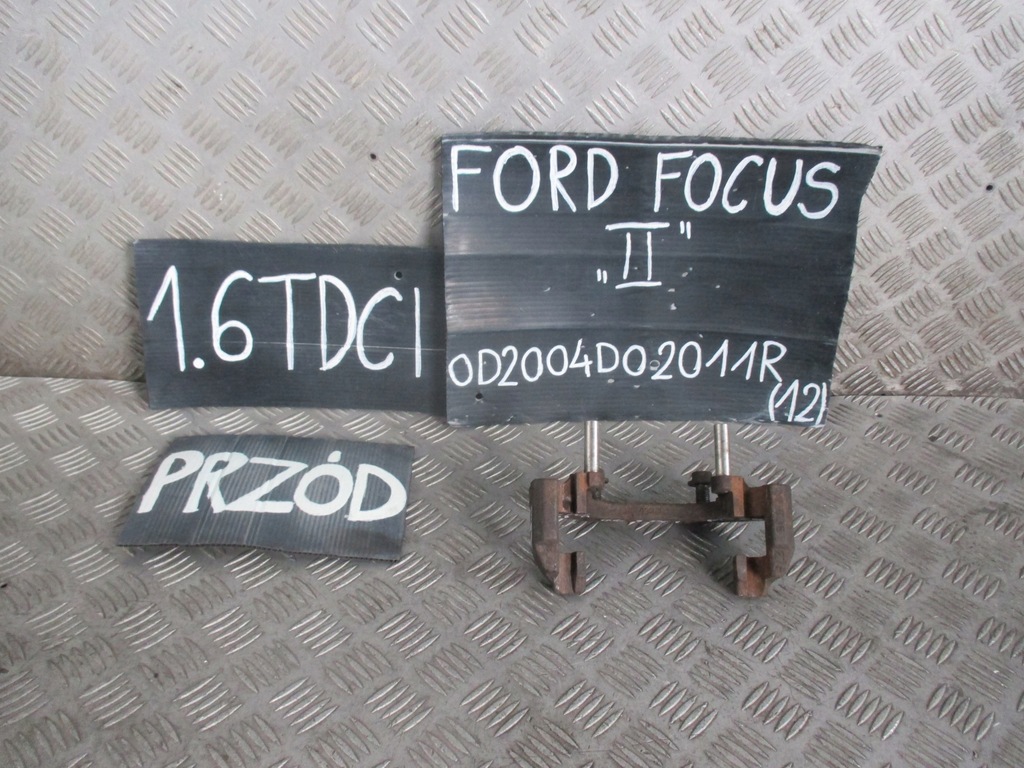 FORD FOCUS
„II"
1.6TDCI
OD2004DO2011R
(12)
PRZÓD